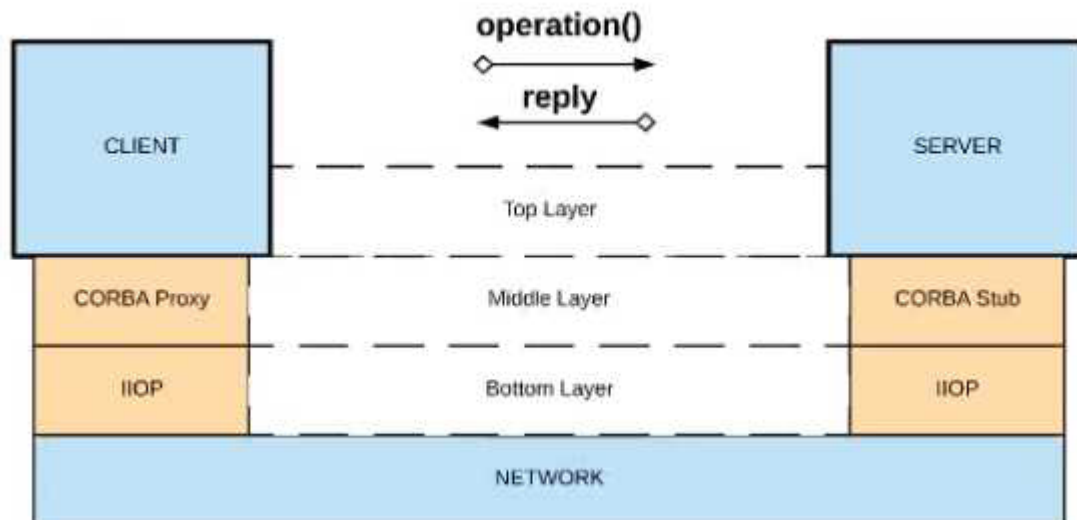 operation()
reply
CLIENT
SERVER
Top Layer
CORBA Proxy
Middle Layer
CORBA Stub
IIOP
Bottom Layer
IIOP
NETWORK